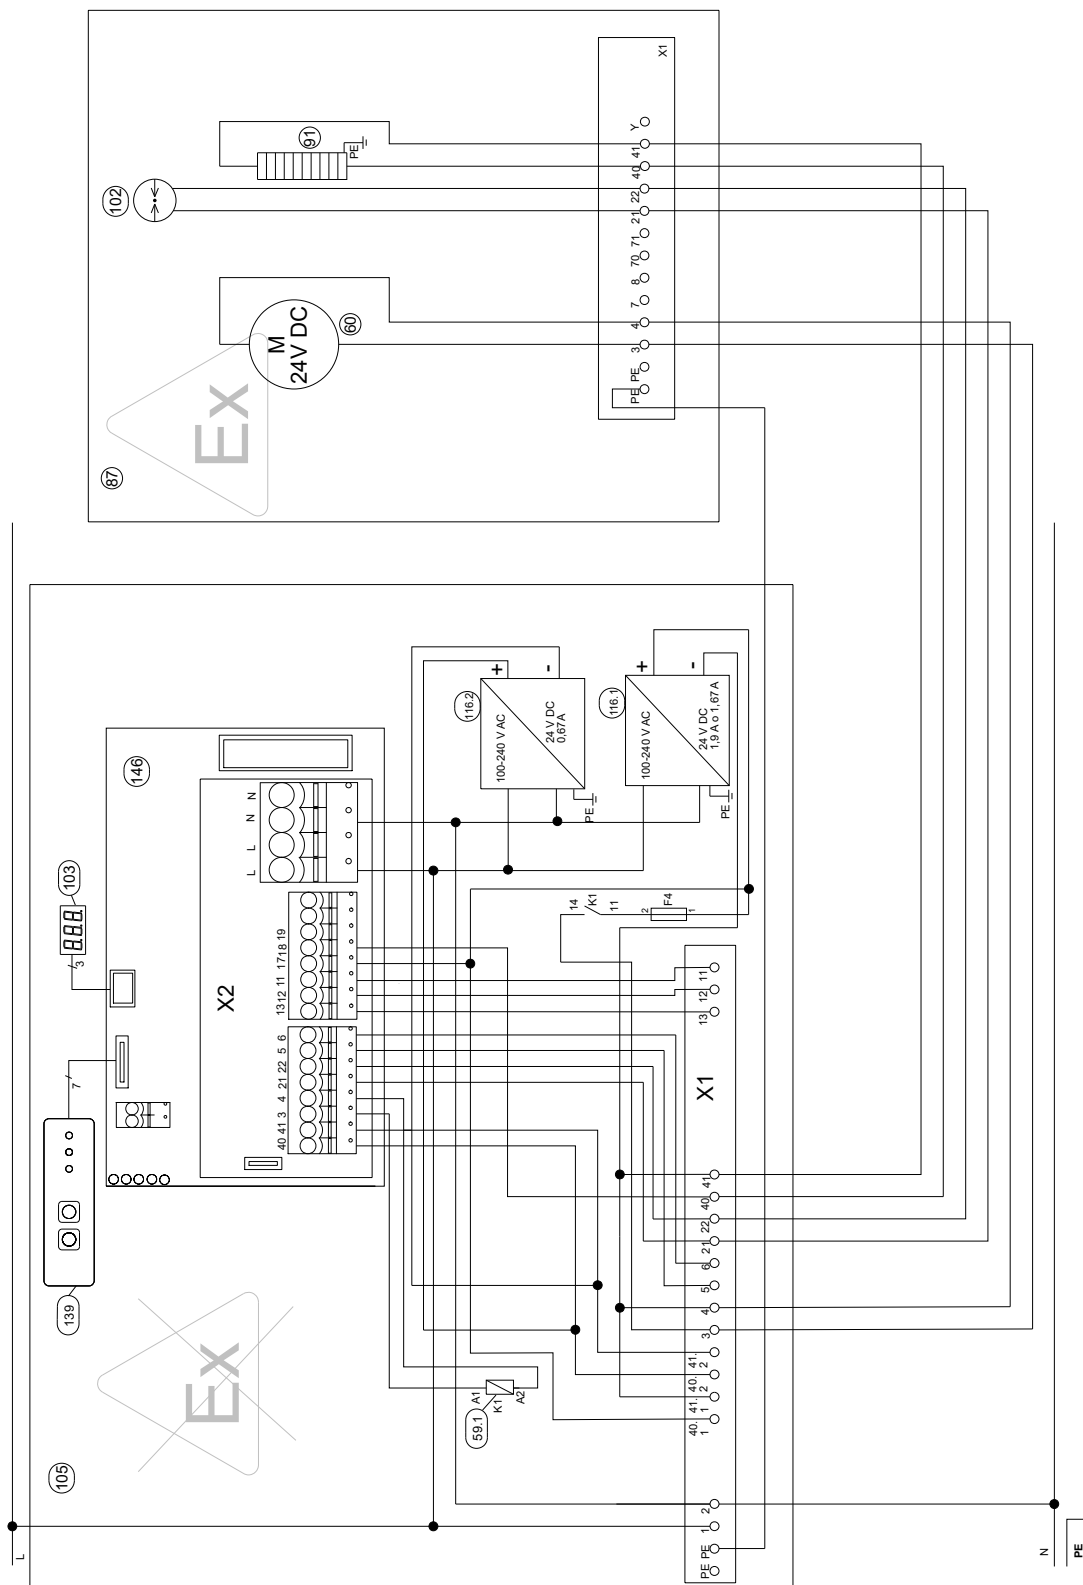 87
Ex
M
24V DC
60
102
91
PE
X1
PE
PE
3
4
7
8
70
71
21
22
40
41
Y
105
Ex
139
7
103
3
146
X2
40 41 3 4 21 22 5 6
13 12 11 17 18 19
L L N N
116.2
100-240 V AC
24 V DC
0,67A
+
-
PE
116.1
100-240 V AC
24 V DC
1,9 A o 1,67A
+
-
PE
59.1
A1
K1
A2
14
K1
11
2
F4
1
X1
PE
PE
1
2
40.
1
41.
1
40.
2
41.
2
3
4
5
6
21
22
40
41
13
12
11
L
N
PE